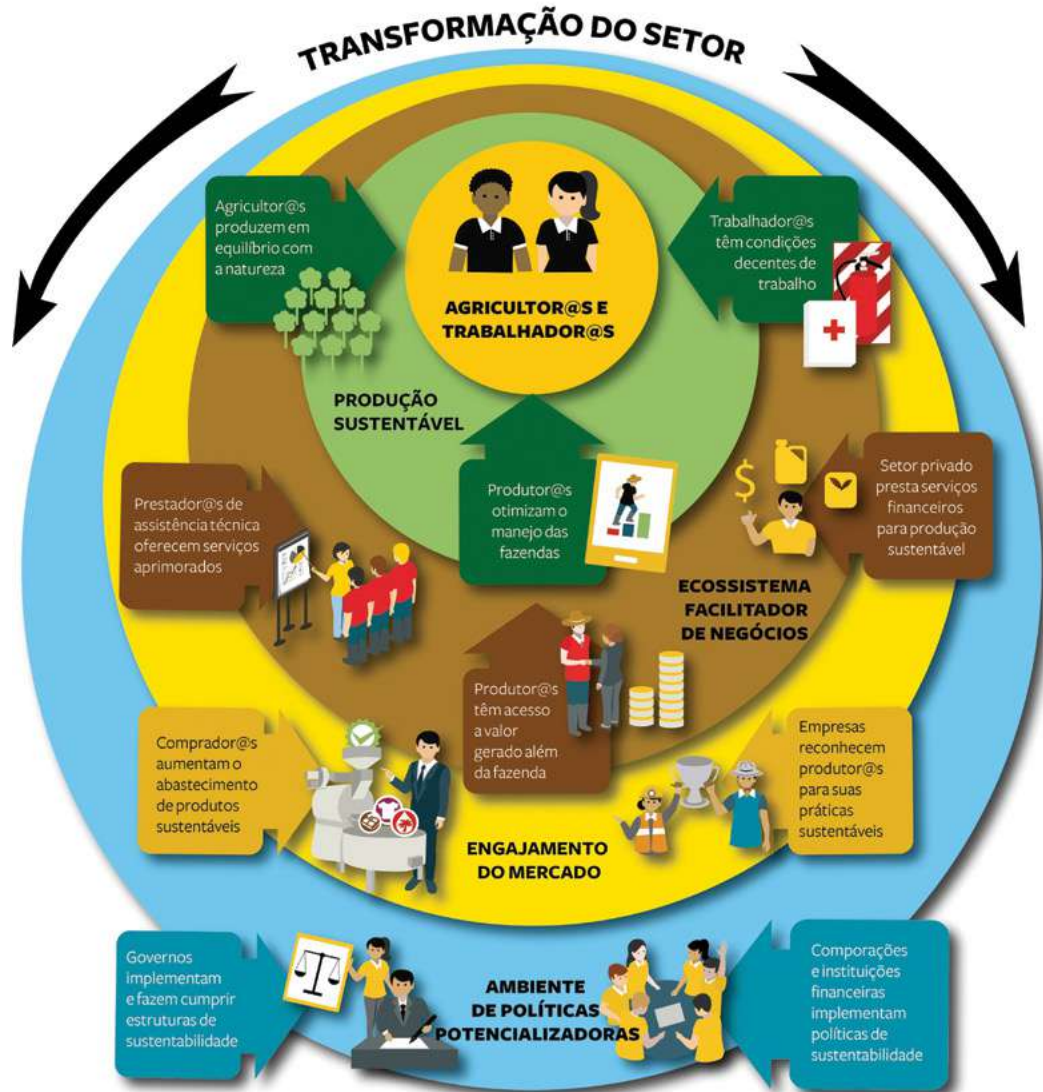 TRANSFORMAÇÃO DO SETOR
Agricultor@s
produzem em
equilíbrio com
a natureza
Trabalhador@s
têm condições
decentes de
trabalho
AGRICULTOR@S E
TRABALHADOR@S
PRODUÇÃO
SUSTENTÁVEL
Produtor@s
otimizam o
manejo das
fazendas
Prestador@s de
assistência técnica
oferecem serviços
aprimorados
$
Setor privado
presta serviços
financeiros
para produção
sustentável
ECOSSISTEMA
FACILITADOR
DE NEGÓCIOS
Produtor@s
têm acesso
a valor
gerado além
da fazenda
Comprador@s
aumentam o
abastecimento
de produtos
sustentáveis
Empresas
reconhecem
produtor@s
para suas
práticas
sustentáveis
ENGAJAMENTO
DO MERCADO
Governos
implementam
e fazem cumprir
estruturas de
sustentabilidade
AMBIENTE
DE POLÍTICAS
POTENCIALIZADORAS
Comporações
e instituições
financeiras
implementam
políticas de
sustentabilidade